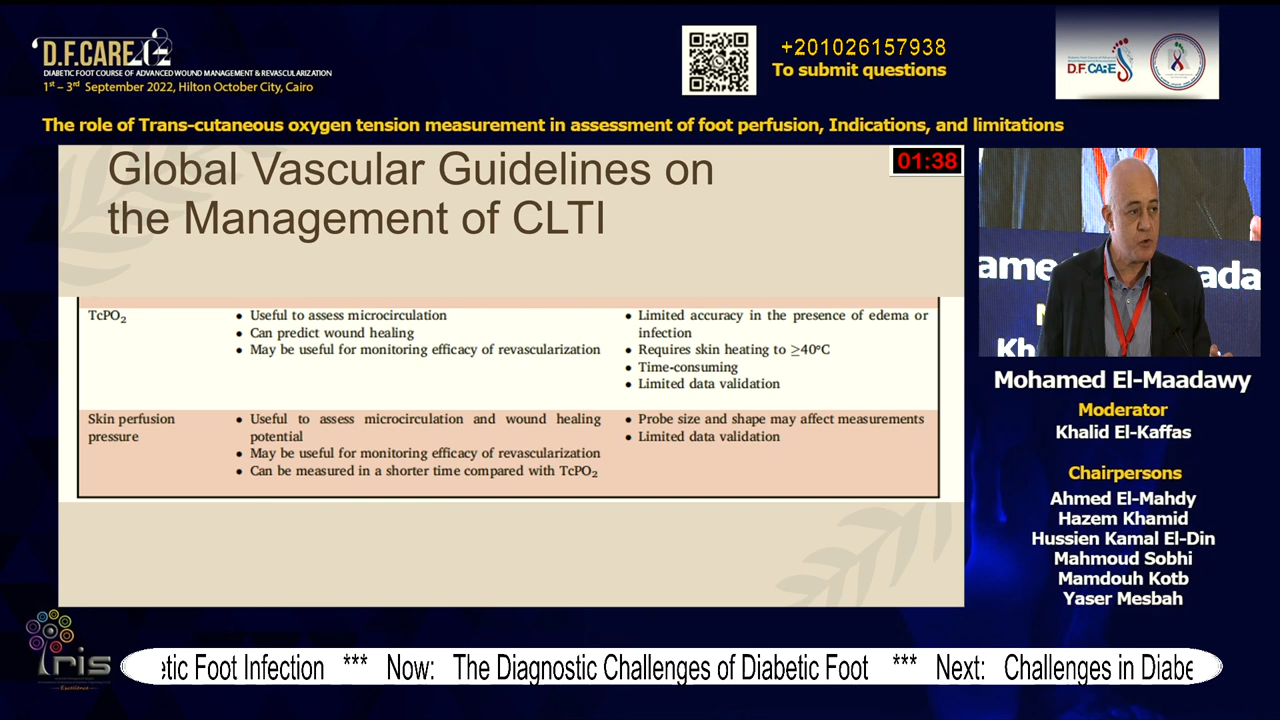 D.F.CARE
DIABETIC FOOT COURSE OF ADVANCED WOUND MANAGEMENT & REVASCULARIZATION
1st – 3rd September 2022, Hilton October City, Cairo
+201026157938
To submit questions
D.F.CARE
The role of Trans-cutaneous oxygen tension measurement in assessment of foot perfusion, Indications, and limitations
Global Vascular Guidelines on
the Management of CLTI
01:38
TcPO2
• Useful to assess microcirculation
• Can predict wound healing
• May be useful for monitoring efficacy of revascularization
• Limited accuracy in the presence of edema or
infection
• Requires skin heating to ≥40°C
• Time-consuming
• Limited data validation
Skin perfusion
pressure
• Useful to assess microcirculation and wound healing
potential
• May be useful for monitoring efficacy of revascularization
• Can be measured in a shorter time compared with TcPO2
• Probe size and shape may affect measurements
• Limited data validation
Mohamed El-Maadawy
Moderator
Khalid El-Kaffas
Chairpersons
Ahmed El-Mahdy
Hazem Khamid
Hussien Kamal El-Din
Mahmoud Sobhi
Mamdouh Kotb
Yaser Mesbah
Iris
Excellence
etic Foot Infection *** Now: The Diagnostic Challenges of Diabetic Foot *** Next: Challenges in Diabe